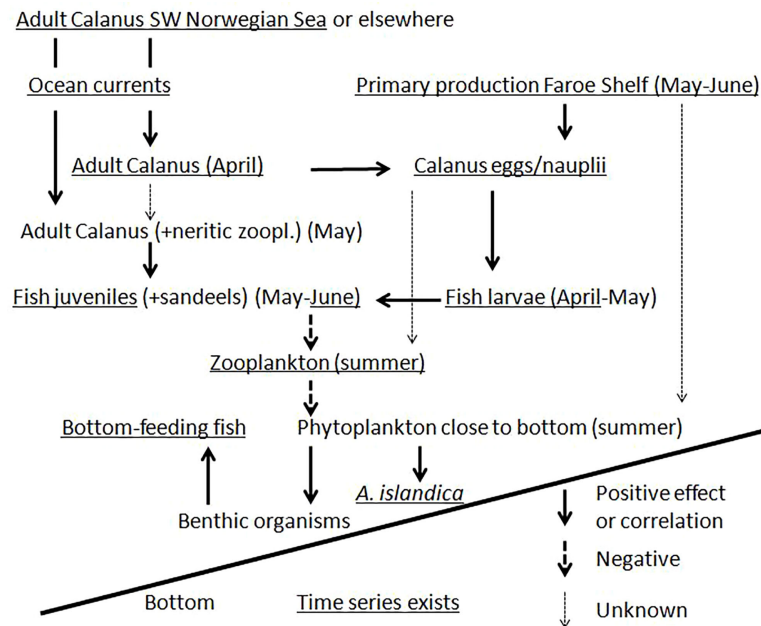 Adult Calanus SW Norwegian Sea or elsewhere
Ocean currents
Primary production Faroe Shelf (May-June)
Adult Calanus (April)
Calanus eggs/nauplii
Adult Calanus (+neritic zoopl.) (May)
Fish juveniles (+sandeels) (May-June)
Fish larvae (April-May)
Zooplankton (summer)
Bottom-feeding fish
Phytoplankton close to bottom (summer)
A. islandica
Benthic organisms
Positive effect
or correlation
Negative
Bottom
Time series exists
Unknown